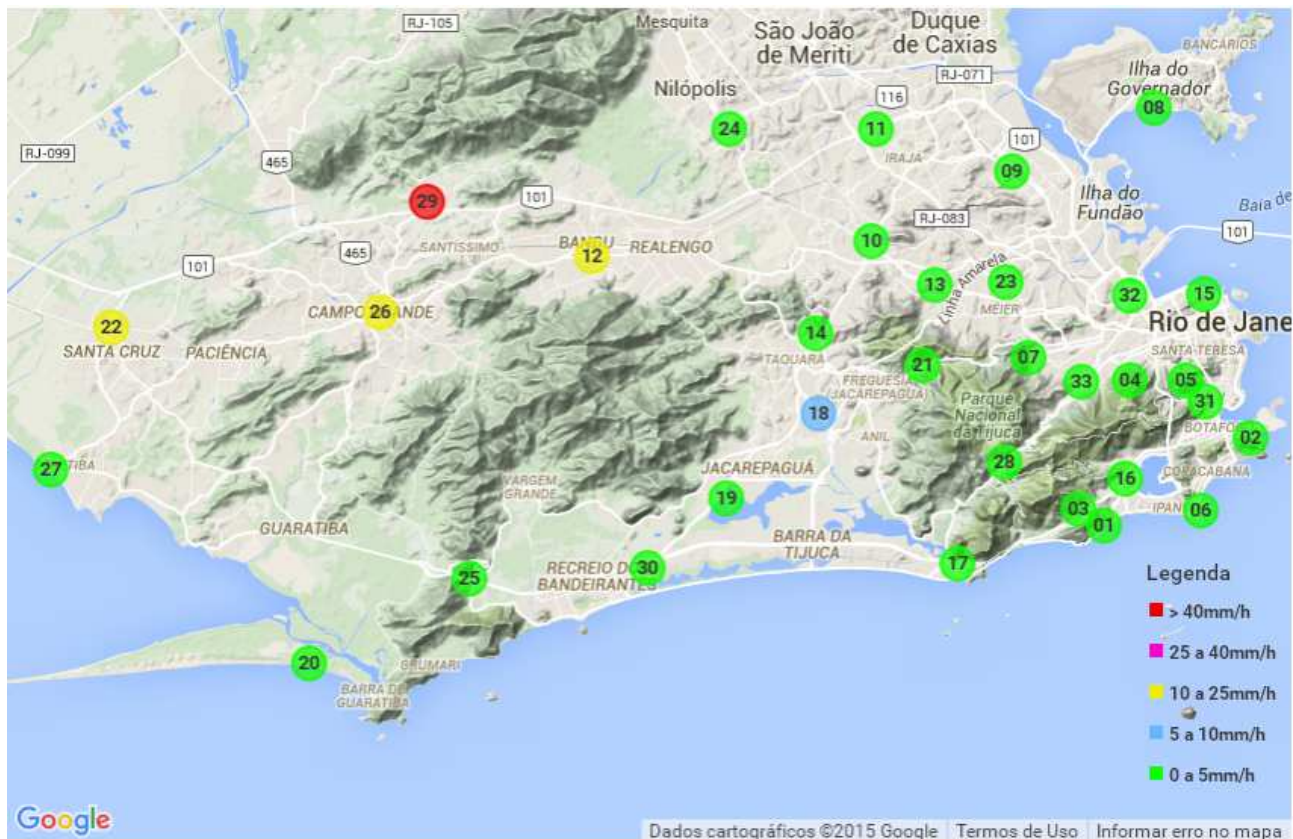 RJ-105
Mesquita
São João
de Meriti
Duque
de Caxias
BANCÁRIOS
RJ-071
Ilha do
Governador
08
Nilópolis
116
24
11
101
IRAJÁ
RJ-099
465
09
Ilha do
Fundão
29
101
RJ-083
Baía de
101
SANTÍSSIMO
BANGU
REALENGO
10
465
12
101
Linha Amarela
13
23
MÉIER
32
15
CAMPO GRANDE
26
22
14
Rio de Jane
SANTA CRUZ
PACIÊNCIA
TAQUARA
07
SANTA TERESA
21
FREGUESIA
(JACAREPAGUÁ)
33
04
05
Parque
Nacional
da Tijuca
31
18
BOTAFO
02
ANIL
27
TIBA
JACAREPAGUÁ
28
COPACABANA
16
VARGEM
GRANDE
19
03
IPAN
06
01
GUARATIBA
BARRA DA
TIJUCA
17
25
RECREIO D
BANDEIRANTES
30
Legenda
> 40mm/h
25 a 40mm/h
20
GRUMARI
10 a 25mm/h
BARRA DE
GUARATIBA
5 a 10mm/h
0 a 5mm/h
Google
Dados cartográficos ©2015 Google
Termos de Uso
Informar erro no mapa